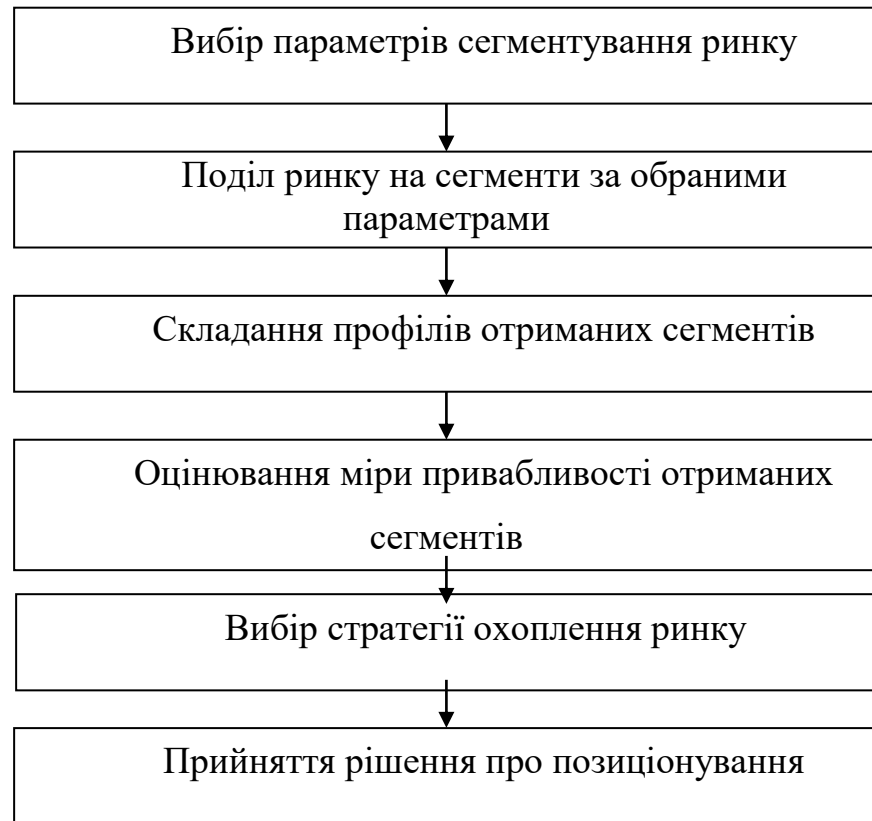 Вибір параметрів сегментування ринку
Поділ ринку на сегменти за обраними
параметрами
Складання профілів отриманих сегментів
Оцінювання міри привабливості отриманих
сегментів
Вибір стратегії охоплення ринку
Прийняття рішення про позиціонування